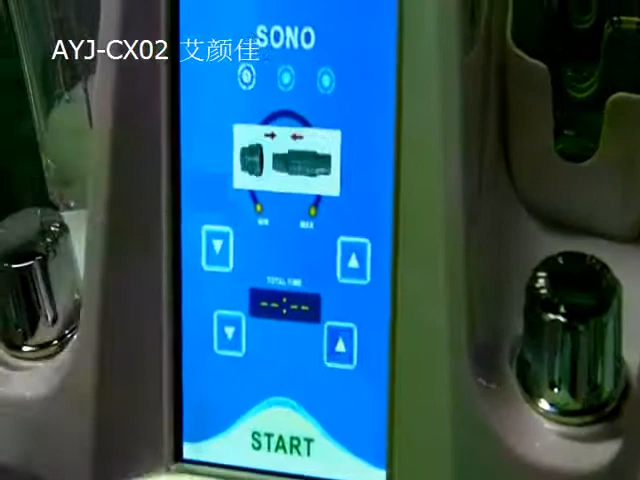 AYJ-CX02 艾颜佳
SONO
MIN MAX
TOTAL TIME
--:--
START